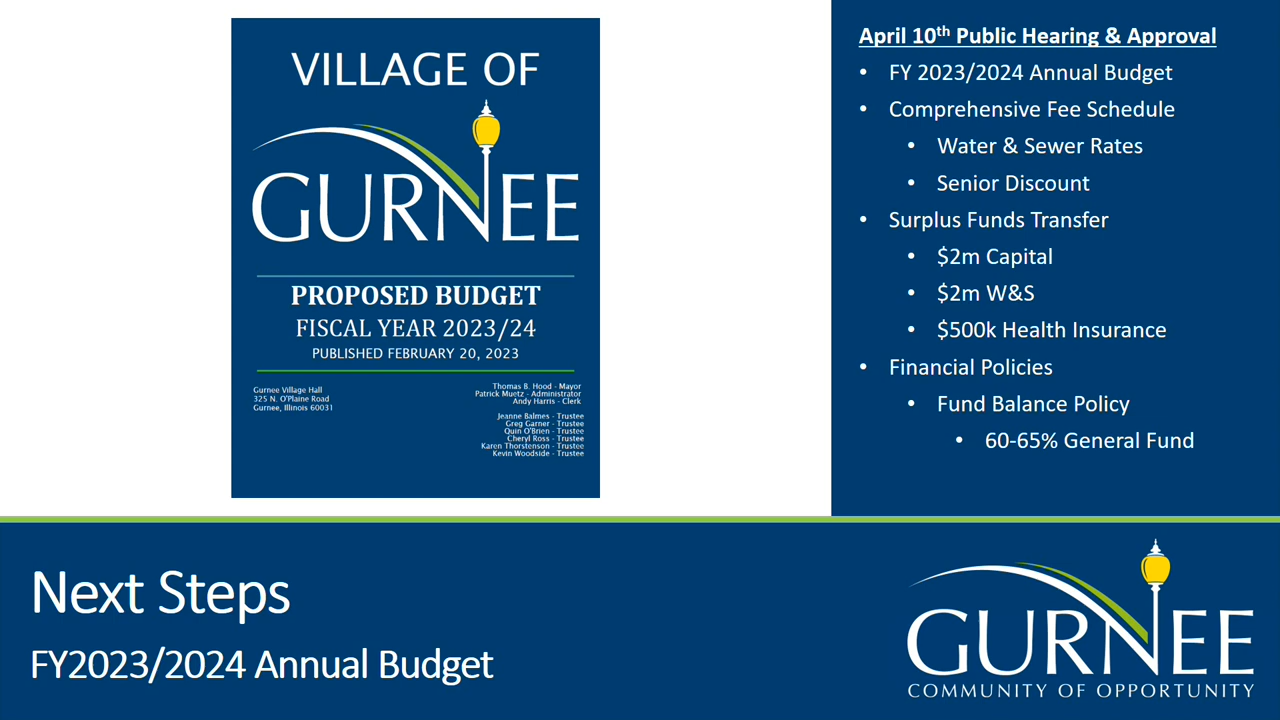 VILLAGE OF
GURNEE
PROPOSED BUDGET
FISCAL YEAR 2023/24
PUBLISHED FEBRUARY 20, 2023
Gurnee Village Hall
325 N. O'Plaine Road
Gurnee, Illinois 60031
Thomas B. Hood - Mayor
Patrick Muetz - Administrator
Andy Harris - Clerk
Jeanne Balmes - Trustee
Greg Garner - Trustee
Quin O'Brien - Trustee
Cheryl Ross - Trustee
Karen Thorstenson - Trustee
Kevin Woodside - Trustee
April 10th Public Hearing & Approval
• FY 2023/2024 Annual Budget
• Comprehensive Fee Schedule
• Water & Sewer Rates
• Senior Discount
• Surplus Funds Transfer
• $2m Capital
• $2m W&S
• $500k Health Insurance
• Financial Policies
• Fund Balance Policy
• 60-65% General Fund
Next Steps
FY2023/2024 Annual Budget
GURNEE
COMMUNITY OF OPPORTUNITY